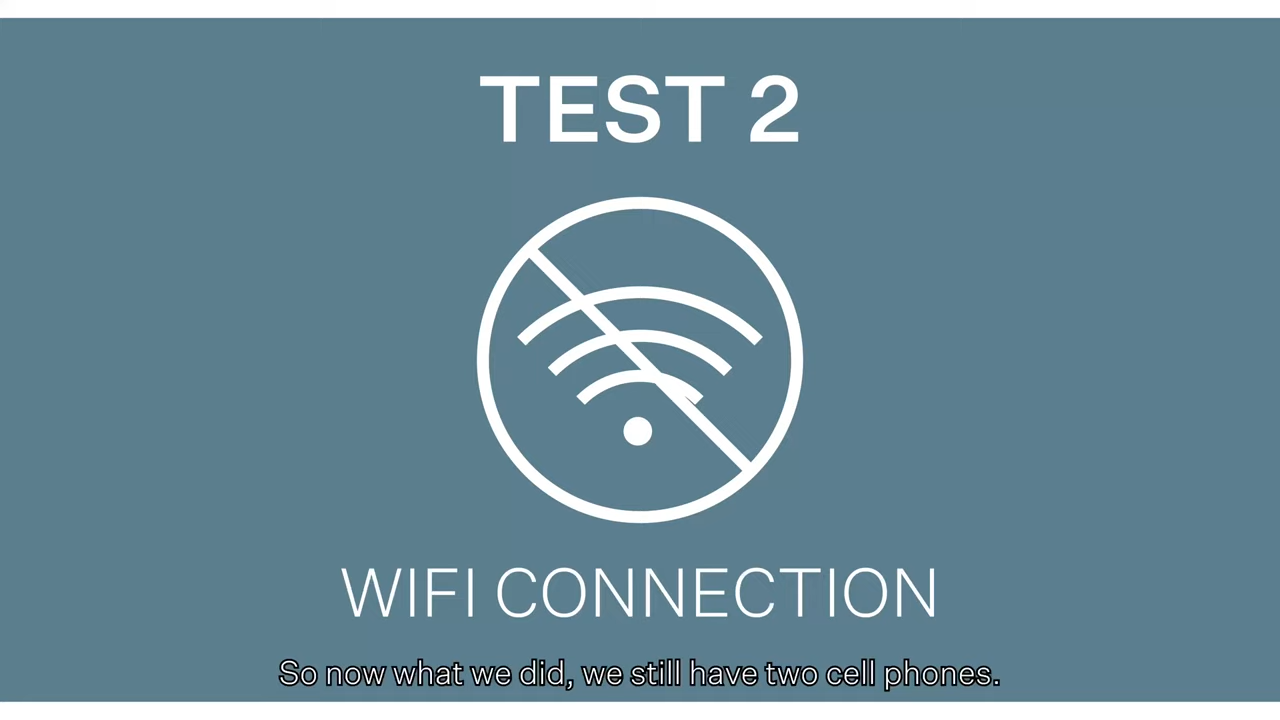 TEST 2
WIFI CONNECTION
So now what we did, we still have two cell phones.